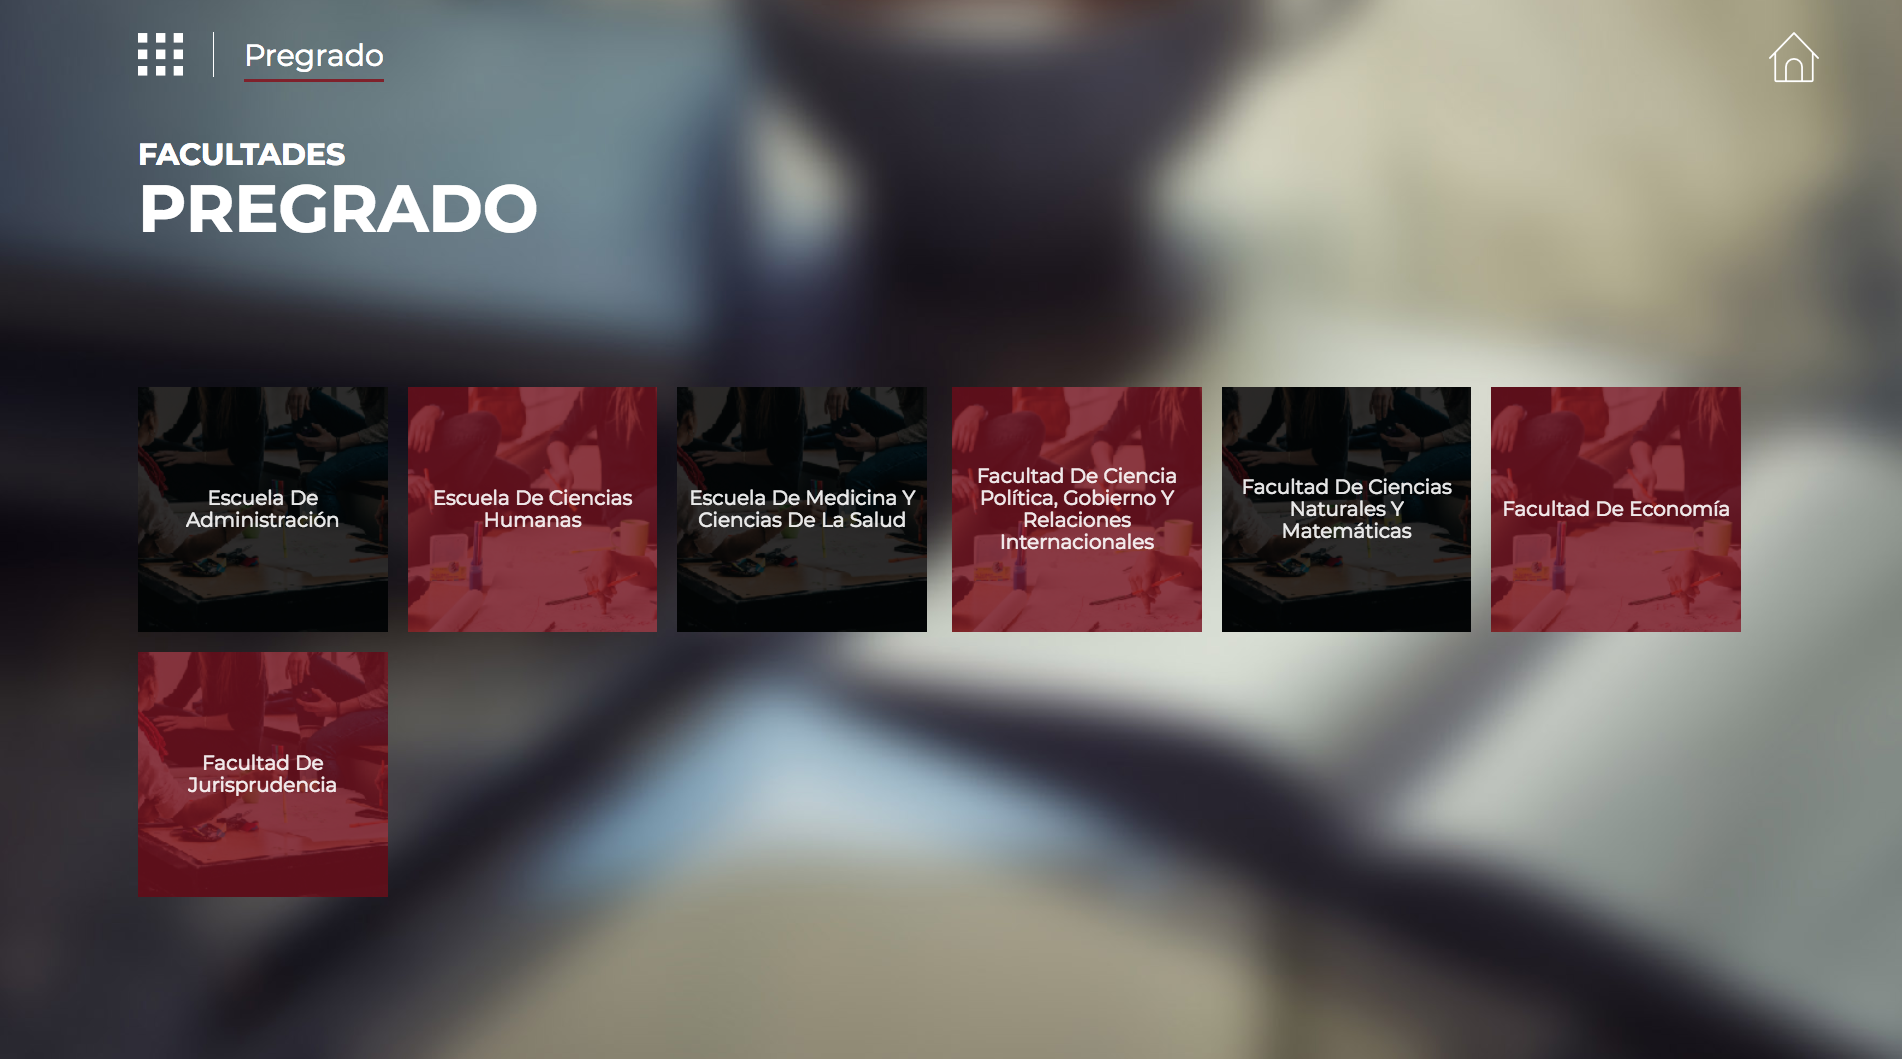 Pregrado
FACULTADES
PREGRADO
Escuela De
Administración
Escuela De Ciencias
Humanas
Escuela De Medicina Y
Ciencias De La Salud
Facultad De Ciencia
Política, Gobierno Y
Relaciones
Internacionales
Facultad De Ciencias
Naturales Y
Matemáticas
Facultad De Economía
Facultad De
Jurisprudencia